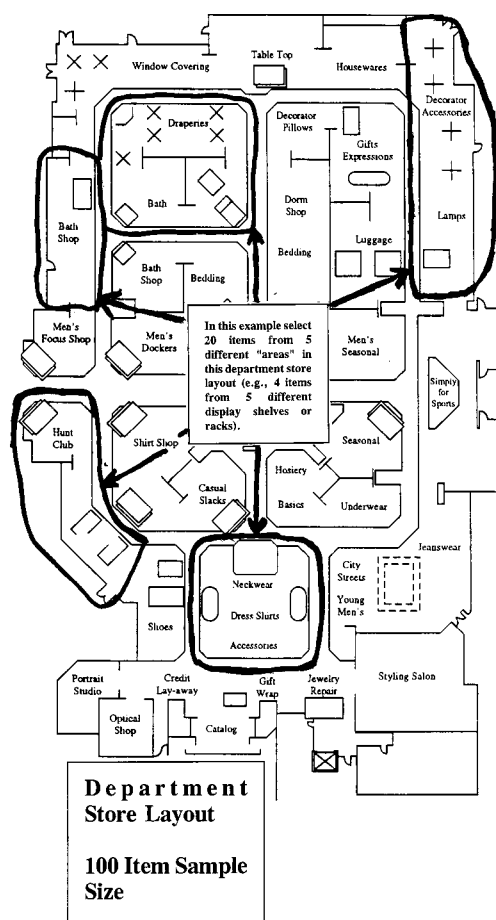 Window Covering
Table Top
Housewares
Draperies
Decorator
Pillows
Gifts
Expressions
Decorator
Accessories
Bath
Shop
Bath
Dorm
Shop
Lamps
Luggage
Bedding
Bath
Shop
Bedding
Men's
Focus Shop
Men's
Dockers
In this example select
20 items from 5
different "areas" in
this department store
layout (e.g., 4 items
from 5 different
display shelves or
racks).
Men's
Seasonal
Simply
for
Sports
Hunt
Club
Shirt Shop
Casual
Slacks
Seasonal
Hosiery
Basics
Underwear
Neckwear
Dress Shirts
Accessories
Shoes
City
Streets
Young
Men's
Jeanswear
Portrait
Studio
Credit
Lay-away
Gift
Wrap
Jewelry
Repair
Styling Salon
Optical
Shop
Catalog
Department
Store Layout
100 Item Sample
Size